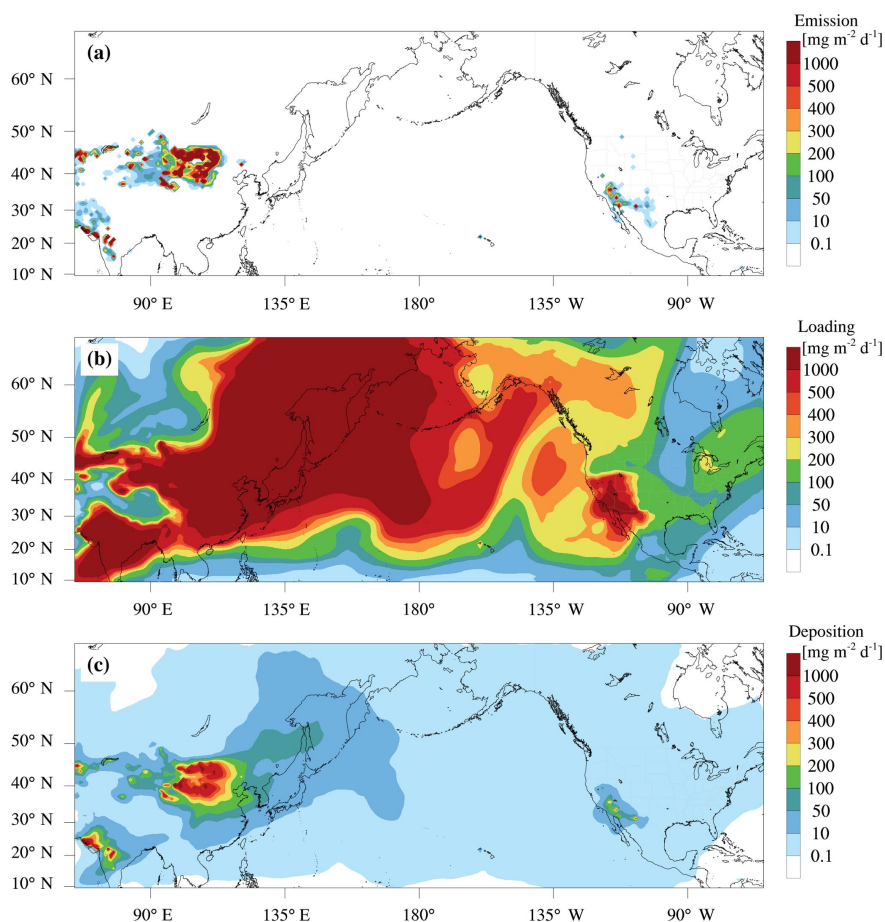 Emission
[mg m-2 d-1]
(a)
60° N
50° N
40° N
30° N
20° N
10° N
1000
500
400
300
200
100
50
10
0.1
90° E
135° E
180°
135° W
90° W
Loading
[mg m-2 d-1]
(b)
60° N
50° N
40° N
30° N
20° N
10° N
1000
500
400
300
200
100
50
10
0.1
90° E
135° E
180°
135° W
90° W
Deposition
[mg m-2 d-1]
(c)
60° N
50° N
40° N
30° N
20° N
10° N
1000
500
400
300
200
100
50
10
0.1
90° E
135° E
180°
135° W
90° W